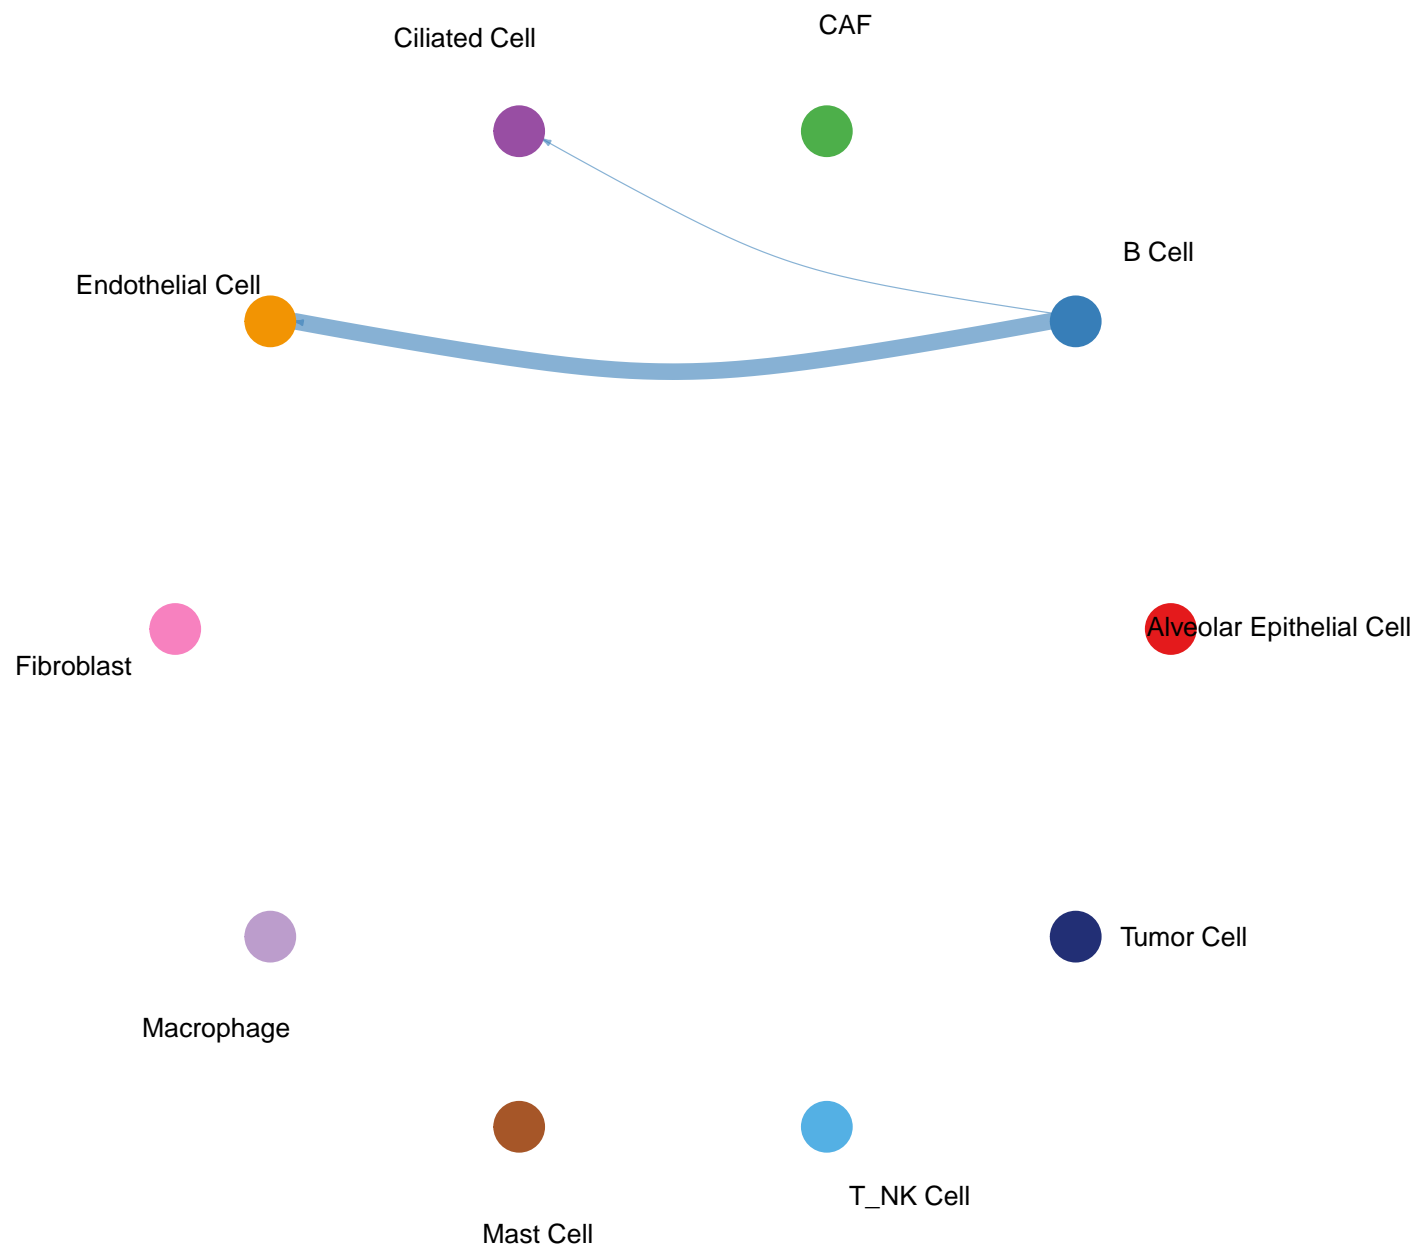 CAF
Ciliated Cell
B Cell
Endothelial Cell
Alveolar Epithelial Cell
Fibroblast
Tumor Cell
Macrophage
T_NK Cell
Mast Cell